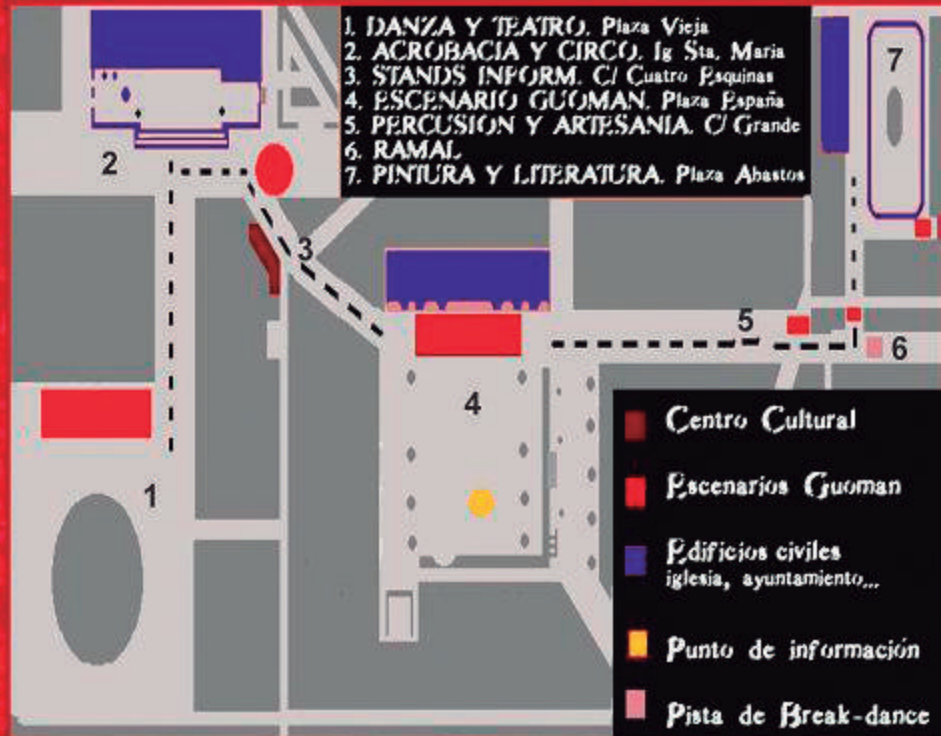 1. DANZA Y TEATRO. Plaza Vieja
2. ACROBACIA Y CIRCO. Ig Sta. Maria
3. STANDS INFORM. C/ Cuatro Esquinas
4. ESCENARIO GUOMAN. Plaza España
5. PERCUSION Y ARTESANIA. C/ Grande
6. RAMAL
7. PINTURA Y LITERATURA. Plaza Abastos
7
2
3
5
6
4
1
Centro Cultural
Escenarios Guoman
Edificios civiles
iglesia, ayuntamiento...
Punto de información
Pista de Break-dance